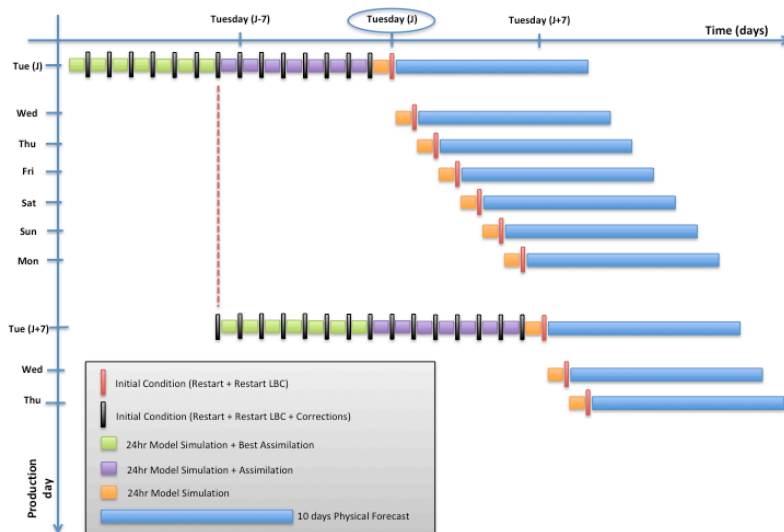 Tuesday (J-7)
Tuesday (J)
Tuesday (J+7)
Time (days)
Tue (J)
Wed
Thu
Fri
Sat
Sun
Mon
Tue (J+7)
Wed
Thu
Production
day
Initial Condition (Restart + Restart LBC)
Initial Condition (Restart + Restart LBC + Corrections)
24hr Model Simulation + Best Assimilation
24hr Model Simulation + Assimilation
24hr Model Simulation
10 days Physical Forecast